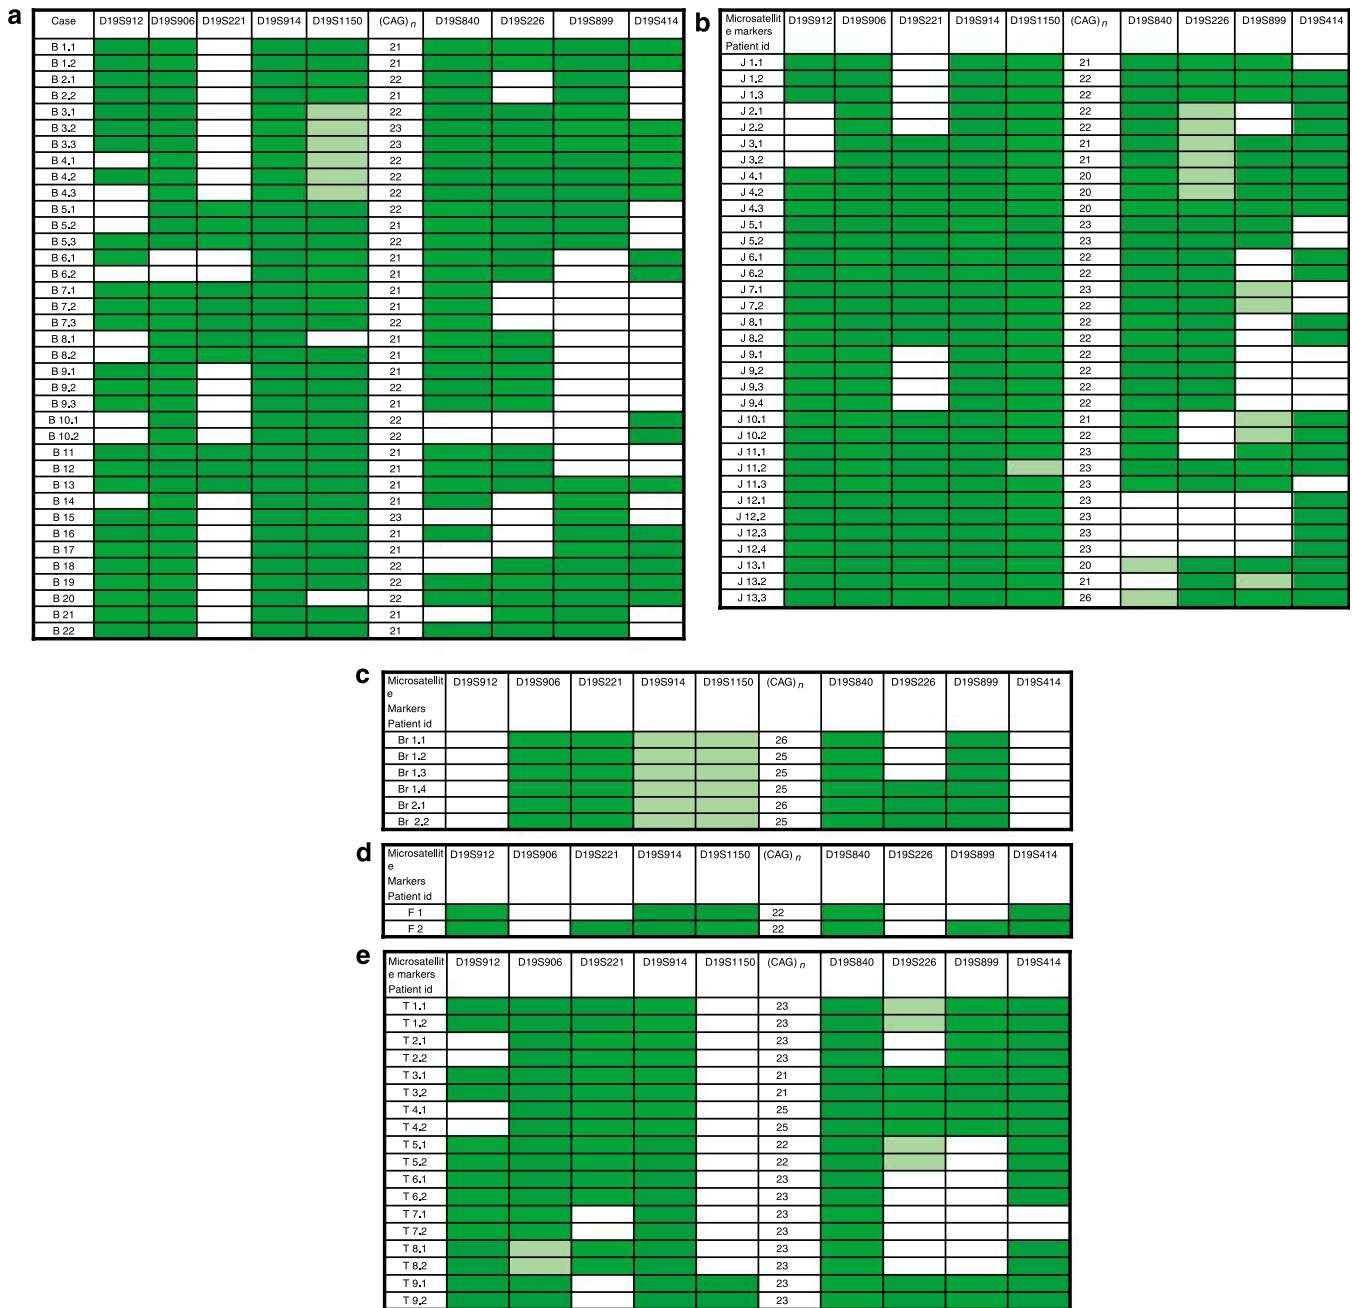 a
Case D19S912 D19S906 D19S221 D19S914 D19S1150 (CAG) n D19S840 D19S226 D19S899 D19S414
B 1.1 21
B 1.2 21
B 2.1 22
B 2.2 21
B 3.1 22
B 3.2 23
B 3.3 23
B 4.1 22
B 4.2 22
B 4.3 22
B 5.1 22
B 5.2 21
B 5.3 22
B 6.1 21
B 6.2 21
B 7.1 21
B 7.2 21
B 7.3 22
B 8.1 21
B 8.2 21
B 9.1 21
B 9.2 22
B 9.3 21
B 10.1 22
B 10.2 22
B 11 21
B 12 21
B 13 21
B 14 21
B 15 23
B 16 21
B 17 21
B 18 22
B 19 22
B 20 22
B 21 21
B 22 21
b
Microsatellit D19S912 D19S906 D19S221 D19S914 D19S1150 (CAG) n D19S840 D19S226 D19S899 D19S414
e markers
Patient id
J 1.1 21
J 1.2 22
J 1.3 22
J 2.1 22
J 2.2 22
J 3.1 21
J 3.2 21
J 4.1 20
J 4.2 20
J 4.3 20
J 5.1 23
J 5.2 23
J 6.1 22
J 6.2 22
J 7.1 23
J 7.2 22
J 8.1 22
J 8.2 22
J 9.1 22
J 9.2 22
J 9.3 22
J 9.4 22
J 10.1 21
J 10.2 22
J 11.1 23
J 11.2 23
J 11.3 23
J 12.1 23
J 12.2 23
J 12.3 23
J 12.4 23
J 13.1 20
J 13.2 21
J 13.3 26
c
Microsatellit D19S912 D19S906 D19S221 D19S914 D19S1150 (CAG) n D19S840 D19S226 D19S899 D19S414
e
Markers
Patient id
Br 1.1 26
Br 1.2 25
Br 1.3 25
Br 1.4 25
Br 2.1 26
Br 2.2 25
d
Microsatellit D19S912 D19S906 D19S221 D19S914 D19S1150 (CAG) n D19S840 D19S226 D19S899 D19S414
e
Markers
Patient id
F 1 22
F 2 22
e
Microsatellit D19S912 D19S906 D19S221 D19S914 D19S1150 (CAG) n D19S840 D19S226 D19S899 D19S414
e markers
Patient id
T 1.1 23
T 1.2 23
T 2.1 23
T 2.2 23
T 3.1 21
T 3.2 21
T 4.1 25
T 4.2 25
T 5.1 22
T 5.2 22
T 6.1 23
T 6.2 23
T 7.1 23
T 7.2 23
T 8.1 23
T 8.2 23
T 9.1 23
T 9.2 23